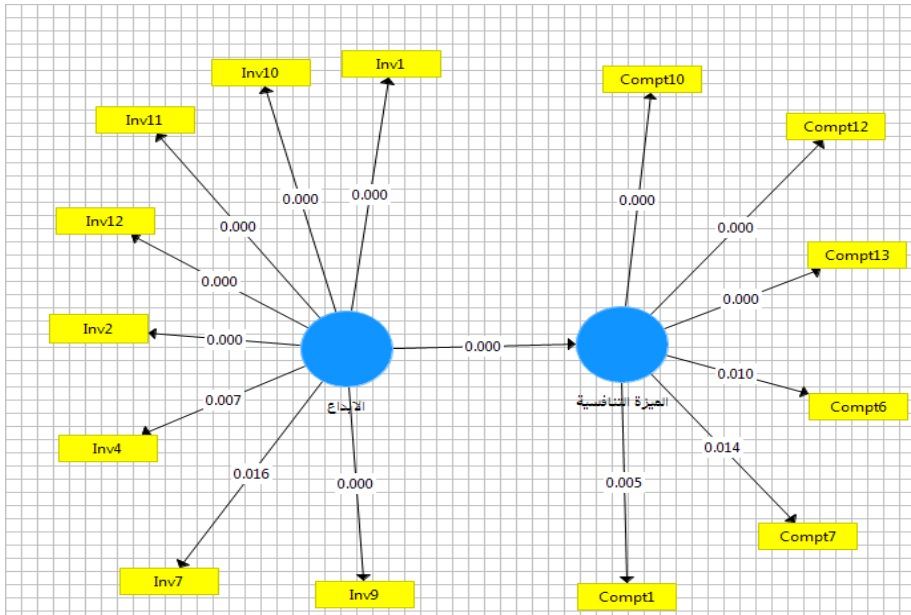 Inv1
Inv10
Compt10
Inv11
Compt12
0.000
0.000
0.000
0.000
0.000
Inv12
Compt13
0.000
0.000
Inv2
0.000
0.000
0.007
0.010
الابداع
الميزة التنافسية
Compt6
Inv4
0.016
0.000
0.005
0.014
Compt7
Inv7
Inv9
Compt1